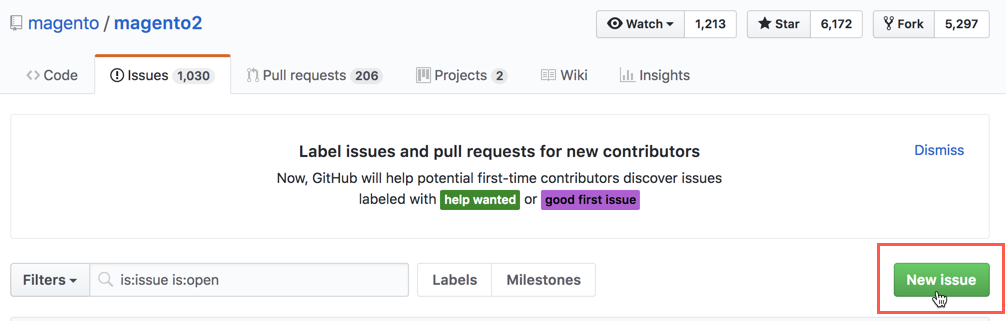 magento / magento2
Watch 1,213 Star 6,172 Fork 5,297
Code Issues 1,030 Pull requests 206 Projects 2 Wiki Insights
Label issues and pull requests for new contributors
Dismiss
Now, GitHub will help potential first-time contributors discover issues
labeled with help wanted or good first issue
Filters is:issue is:open Labels Milestones New issue